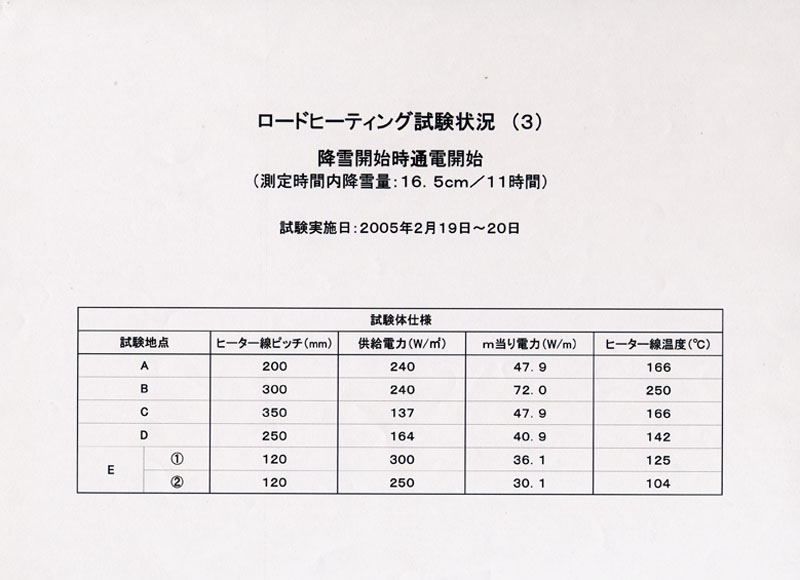 ロードヒーティング試験状況 （３）
降雪開始時通電開始
（測定時間内降雪量：１６．５cm／１１時間）
試験実施日：２００５年２月１９日～２０日
試験体仕様
試験地点 ヒーター線ピッチ（mm） 供給電力（W/㎡） ｍ当り電力（W/m） ヒーター線温度（℃）
A 200 240 47．9 166
B 300 240 72．0 250
C 350 137 47．9 166
D 250 164 40．9 142
E ① 120 300 36．1 125
② 120 250 30．1 104